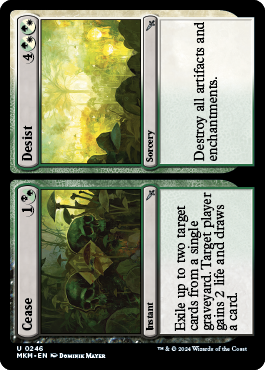 Cease 1
Instant
Exile up to two target
cards from a single
graveyard. Target player
gains 2 life and draws
a card.
Desist 4
Sorcery
Destroy all artifacts and
enchantments.
U 0246
MKM • EN DOMINIK MAYER
™ & © 2024 Wizards of the Coast